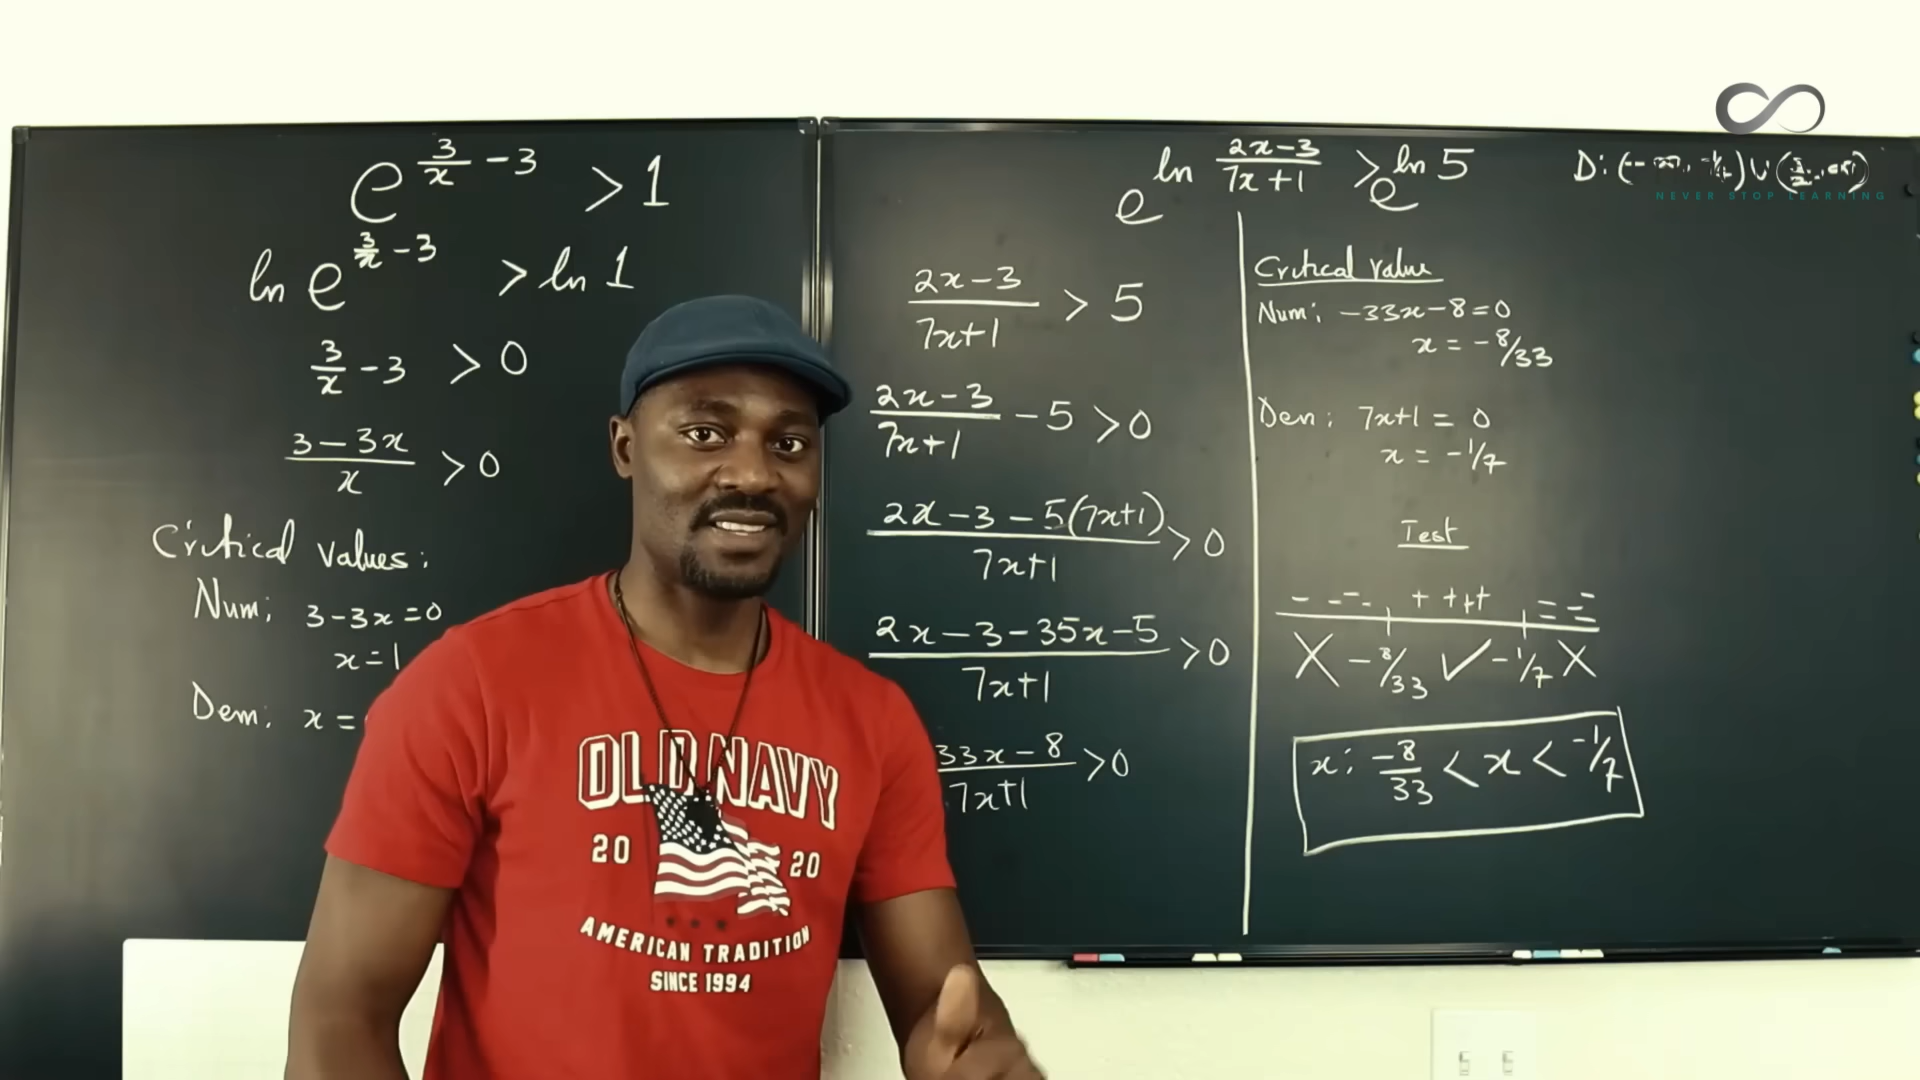 e^(3/x − 3) > 1
ln e^(3/x − 3) > ln 1
3/x − 3 > 0
(3 − 3x)/x > 0
Critical values:
Num: 3 − 3x = 0
x = 1
Dem: x =
e^(ln (2x−3)/(7x+1)) > e^(ln 5)
(2x − 3)/(7x+1) > 5
(2x − 3)/(7x+1) − 5 > 0
(2x − 3 − 5(7x+1))/(7x+1) > 0
(2x − 3 − 35x − 5)/(7x+1) > 0
(33x − 8)/(7x+1) > 0
Critical value
Num: −33x − 8 = 0
x = −8/33
Den: 7x+1 = 0
x = −1/7
Test
− − − − + + + + = = =
X −8/33 ✓ −1/7 X
x: −8/33 < x < −1/7
NEVER STOP LEARNING
OLD NAVY
20 20
AMERICAN TRADITION
SINCE 1994